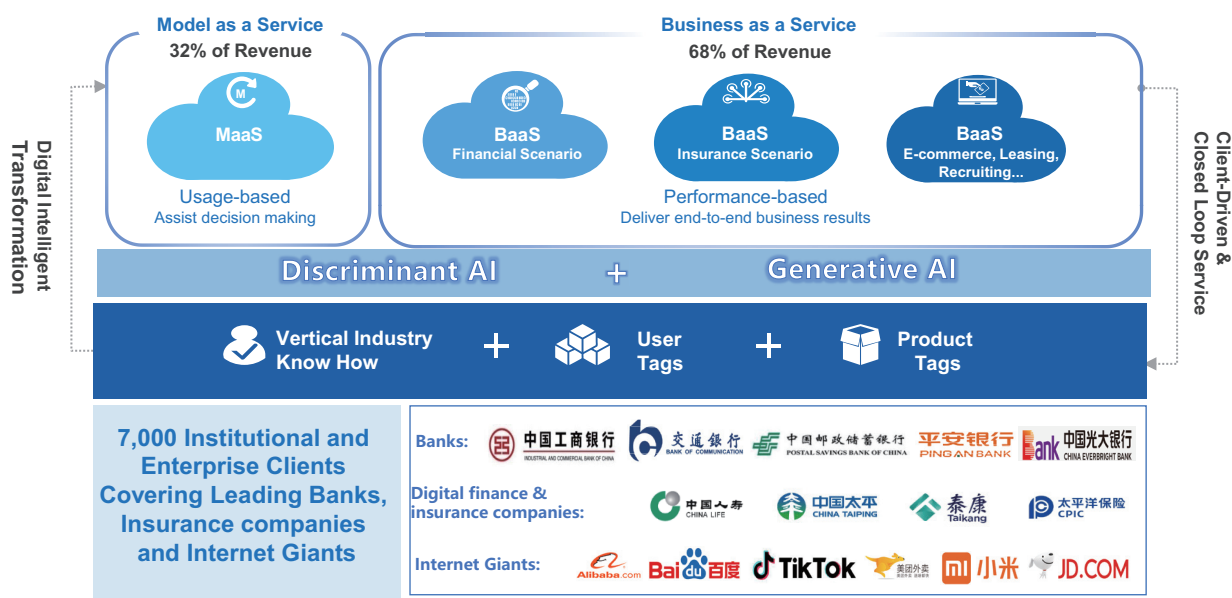 Model as a Service
32% of Revenue
M
MaaS
Usage-based
Assist decision making
Business as a Service
68% of Revenue
BaaS
Financial Scenario
BaaS
Insurance Scenario
BaaS
E-commerce, Leasing,
Recruiting...
Performance-based
Deliver end-to-end business results
Digital Intelligent
Transformation
Client-Driven &
Closed Loop Service
Discriminant AI + Generative AI
Vertical Industry
Know How
+
User
Tags
+
Product
Tags
7,000 Institutional and
Enterprise Clients
Covering Leading Banks,
Insurance companies
and Internet Giants
Banks:
中国工商银行
INDUSTRIAL AND COMMERCIAL BANK OF CHINA
交通銀行
BANK OF COMMUNICATION
中国邮政储蓄银行
POSTAL SAVINGS BANK OF CHINA
平安银行
PING AN BANK
Bank
中国光大银行
CHINA EVERBRIGHT BANK
Digital finance &
insurance companies:
中国人寿
CHINA LIFE
中国太平
CHINA TAIPING
泰康
Taikang
太平洋保险
CPIC
Internet Giants:
Alibaba.com
Bai du 百度
TikTok
美团外卖
mi 小米
JD.COM